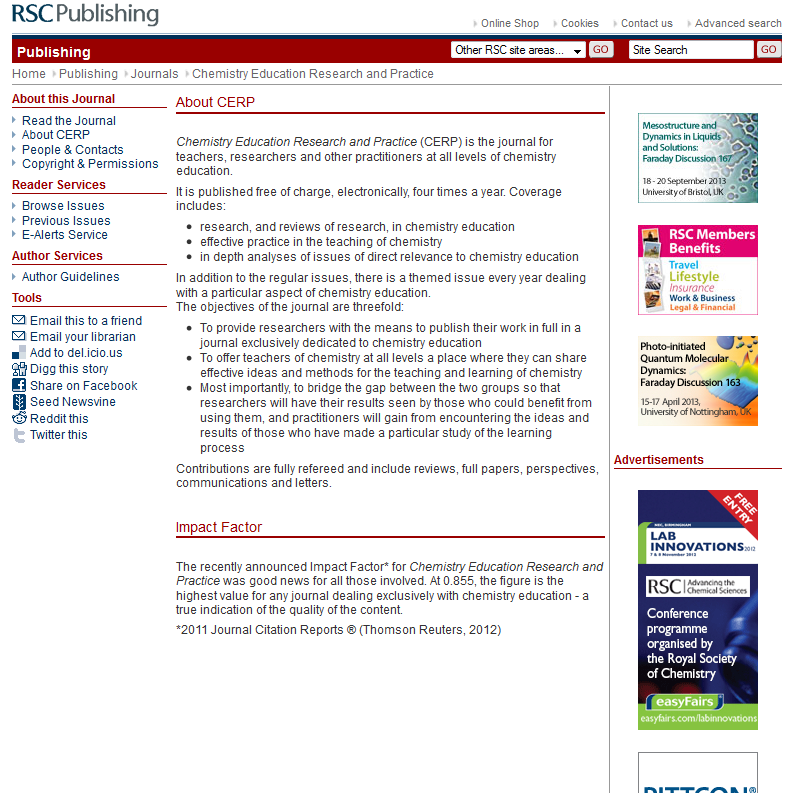 RSCPublishing
Online Shop Cookies Contact us Advanced search
Publishing
Other RSC site areas... GO Site Search GO
Home Publishing Journals Chemistry Education Research and Practice
About this Journal
Read the Journal
About CERP
People & Contacts
Copyright & Permissions
Reader Services
Browse Issues
Previous Issues
E-Alerts Service
Author Services
Author Guidelines
Tools
Email this to a friend
Email your librarian
Add to del.icio.us
Digg this story
Share on Facebook
Seed Newsvine
Reddit this
Twitter this
About CERP
Chemistry Education Research and Practice (CERP) is the journal for
teachers, researchers and other practitioners at all levels of chemistry
education.
It is published free of charge, electronically, four times a year. Coverage
includes:
research, and reviews of research, in chemistry education
effective practice in the teaching of chemistry
in depth analyses of issues of direct relevance to chemistry education
In addition to the regular issues, there is a themed issue every year dealing
with a particular aspect of chemistry education.
The objectives of the journal are threefold:
To provide researchers with the means to publish their work in full in a
journal exclusively dedicated to chemistry education
To offer teachers of chemistry at all levels a place where they can share
effective ideas and methods for the teaching and learning of chemistry
Most importantly, to bridge the gap between the two groups so that
researchers will have their results seen by those who could benefit from
using them, and practitioners will gain from encountering the ideas and
results of those who have made a particular study of the learning
process
Contributions are fully refereed and include reviews, full papers, perspectives,
communications and letters.
Impact Factor
The recently announced Impact Factor* for Chemistry Education Research and
Practice was good news for all those involved. At 0.855, the figure is the
highest value for any journal dealing exclusively with chemistry education - a
true indication of the quality of the content.
*2011 Journal Citation Reports ® (Thomson Reuters, 2012)
Mesostructure and
Dynamics in Liquids
and Solutions:
Faraday Discussion 167
18 - 20 September 2013
University of Bristol, UK
RSC Members
Benefits
Travel
Lifestyle
Insurance
Work & Business
Legal & Financial
Photo-initiated
Quantum Molecular
Dynamics:
Faraday Discussion 163
15-17 April 2013,
University of Nottingham, UK
Advertisements
FREE
ENTRY
NEC, BIRMINGHAM
LAB
INNOVATIONS 2012
7 & 8 November 2012
RSC Advancing the
Chemical Sciences
Conference
programme
organised by
the Royal Society
of Chemistry
easyFairs
easyfairs.com/labinnovations
PITTCON®